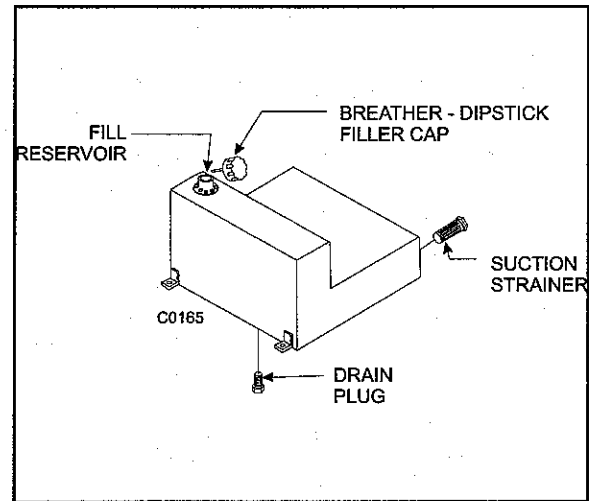 BREATHER - DIPSTICK
FILLER CAP
FILL
RESERVOIR
SUCTION
STRAINER
C0165
DRAIN
PLUG